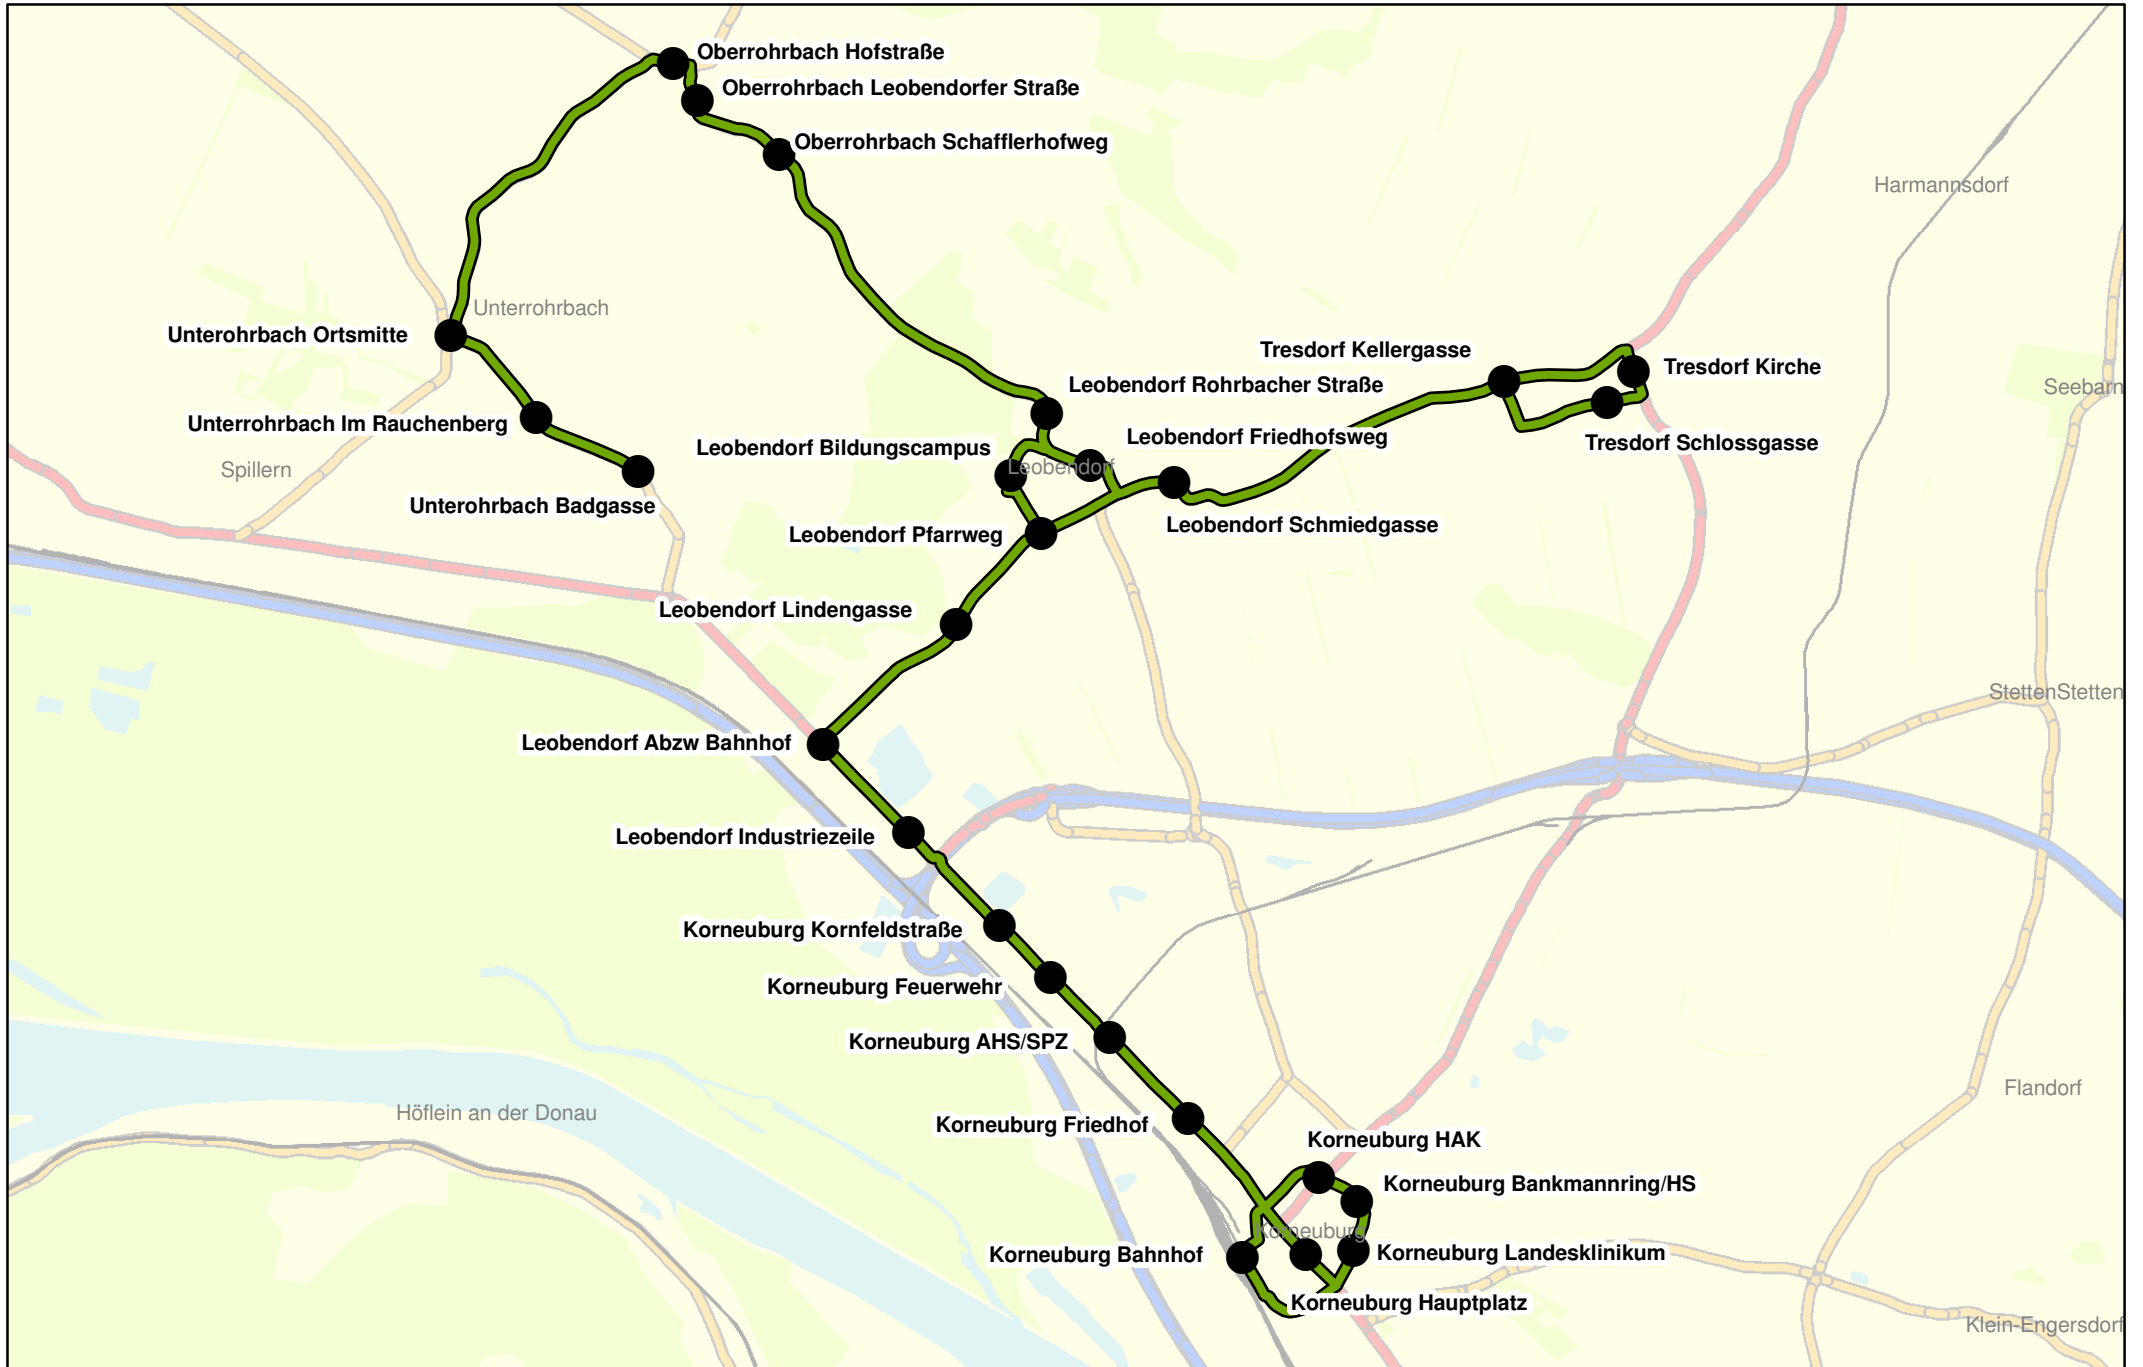 Oberrohrbach Hofstraße
Oberrohrbach Leobendorfer Straße
Oberrohrbach Schafflerhofweg
Harmannsdorf
Unterrohrbach
Unterohrbach Ortsmitte
Tresdorf Kellergasse
Tresdorf Kirche
Leobendorf Rohrbacher Straße
Seebarn
Unterrohrbach Im Rauchenberg
Leobendorf Friedhofsweg
Tresdorf Schlossgasse
Leobendorf Bildungscampus
Leobendorf
Spillern
Unterohrbach Badgasse
Leobendorf Schmiedgasse
Leobendorf Pfarrweg
Leobendorf Lindengasse
StettenStetten
Leobendorf Abzw Bahnhof
Leobendorf Industriezeile
Korneuburg Kornfeldstraße
Korneuburg Feuerwehr
Korneuburg AHS/SPZ
Flandorf
Höflein an der Donau
Korneuburg Friedhof
Korneuburg HAK
Korneuburg Bankmannring/HS
Korneuburg
Korneuburg Bahnhof
Korneuburg Landesklinikum
Korneuburg Hauptplatz
Klein-Engersdorf